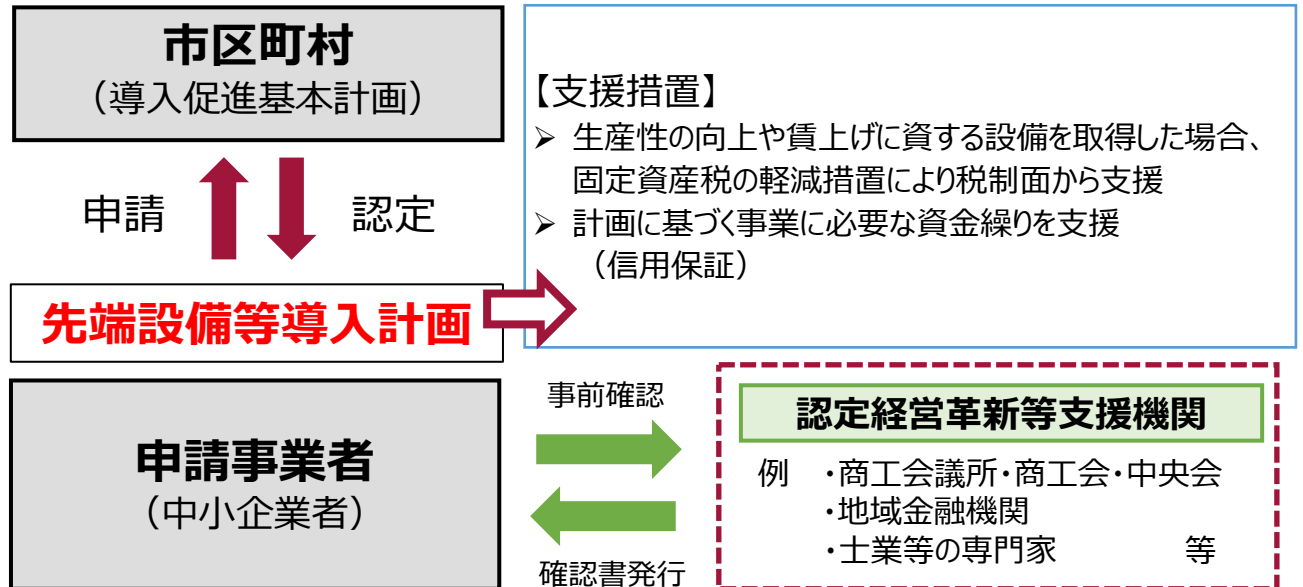 市区町村
（導入促進基本計画）
申請
認定
先端設備等導入計画
【支援措置】
➢ 生産性の向上や賃上げに資する設備を取得した場合、
固定資産税の軽減措置により税制面から支援
➢ 計画に基づく事業に必要な資金繰りを支援
（信用保証）
申請事業者
（中小企業者）
事前確認
確認書発行
認定経営革新等支援機関
例 ・商工会議所・商工会・中央会
・地域金融機関
・士業等の専門家 等